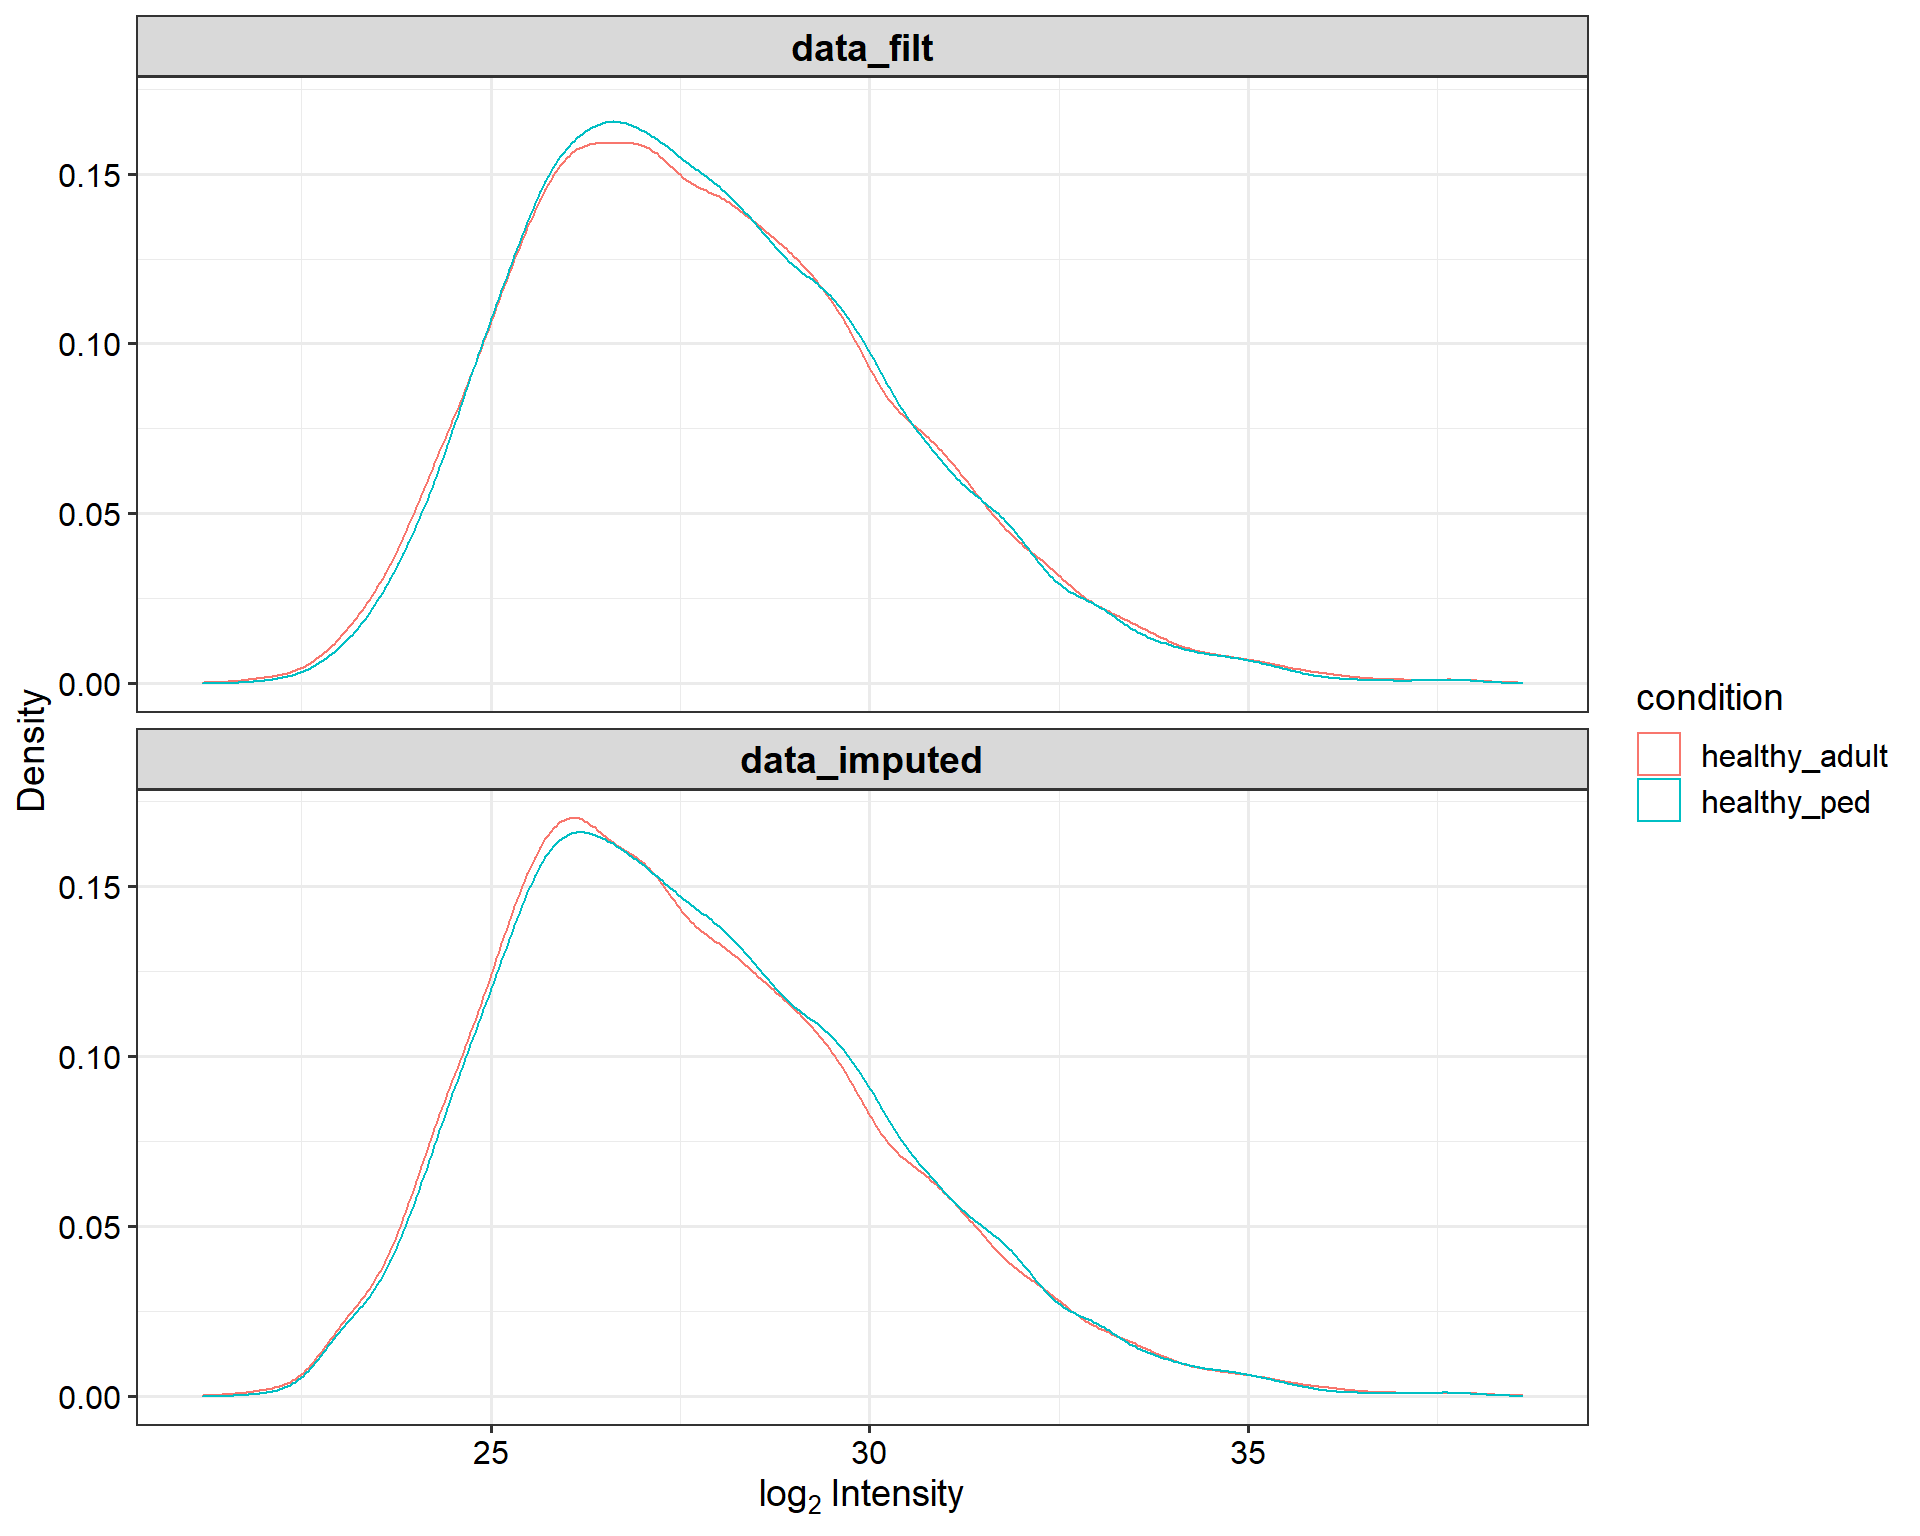 data_filt
0.15
0.10
0.05
0.00
Density
data_imputed
0.15
0.10
0.05
0.00
25 30 35
log₂ Intensity
condition
healthy_adult
healthy_ped